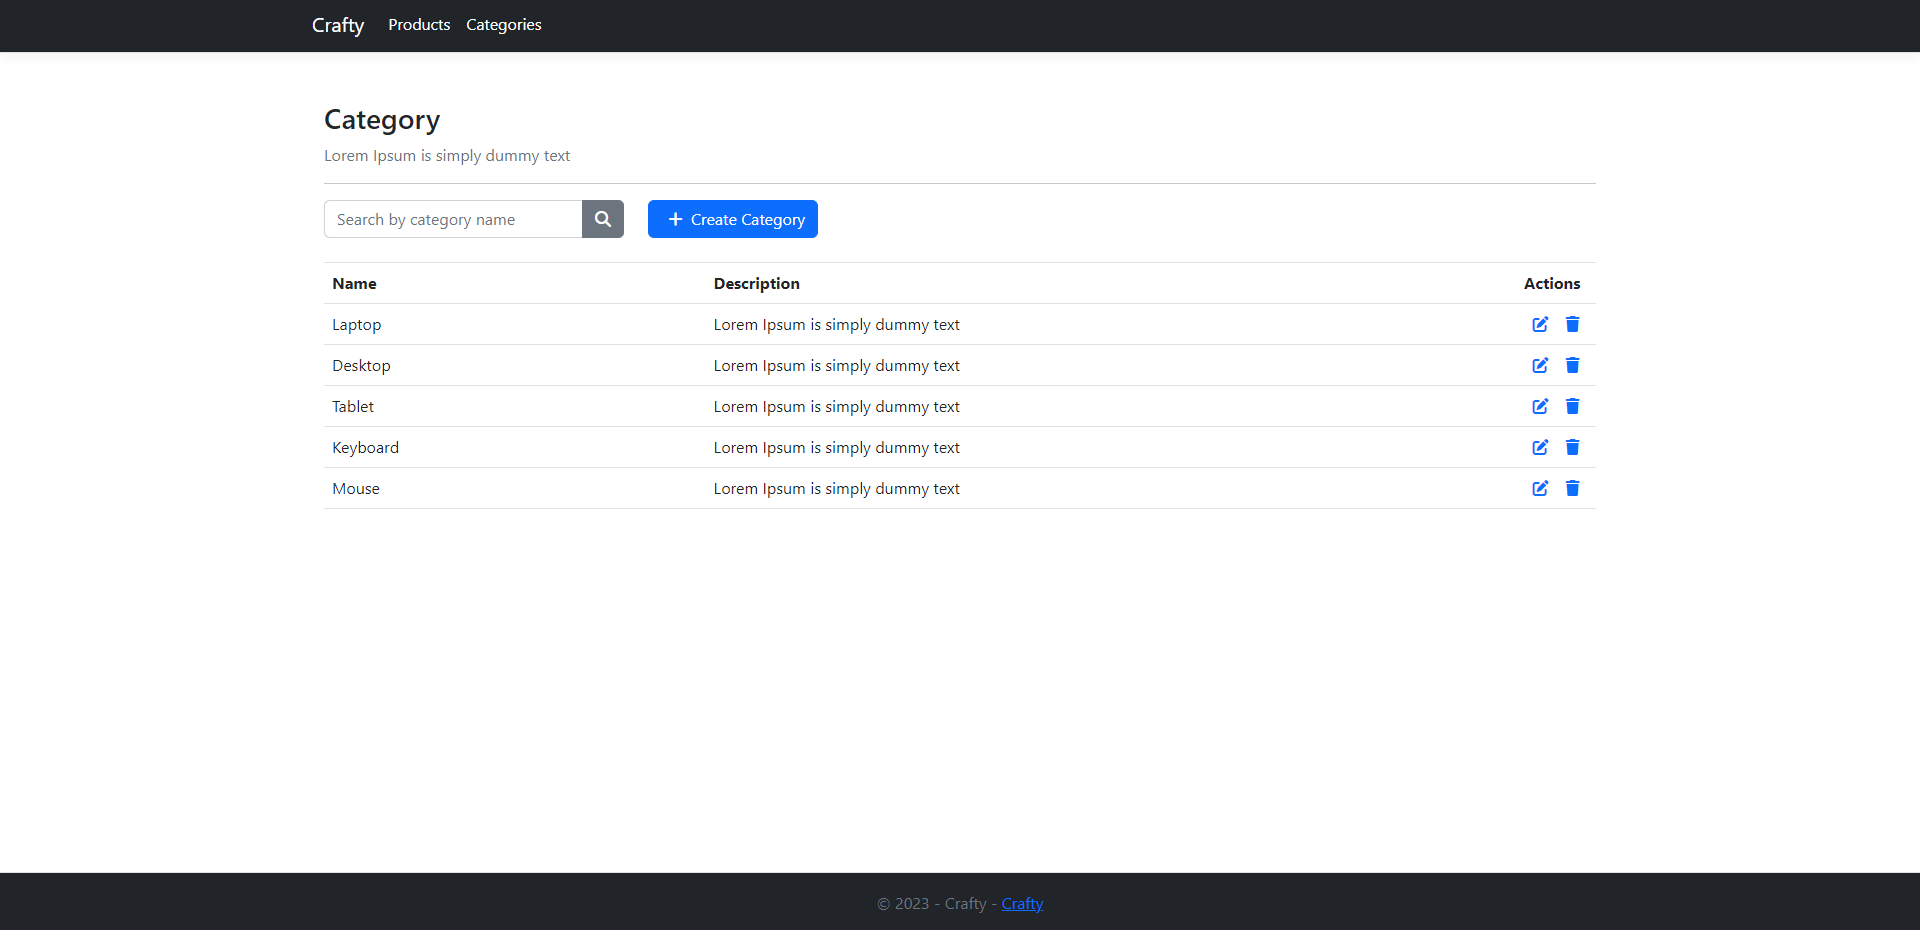 Crafty Products Categories
Category
Lorem Ipsum is simply dummy text
Search by category name Create Category
Name Description Actions
Laptop Lorem Ipsum is simply dummy text
Desktop Lorem Ipsum is simply dummy text
Tablet Lorem Ipsum is simply dummy text
Keyboard Lorem Ipsum is simply dummy text
Mouse Lorem Ipsum is simply dummy text
© 2023 - Crafty - Crafty